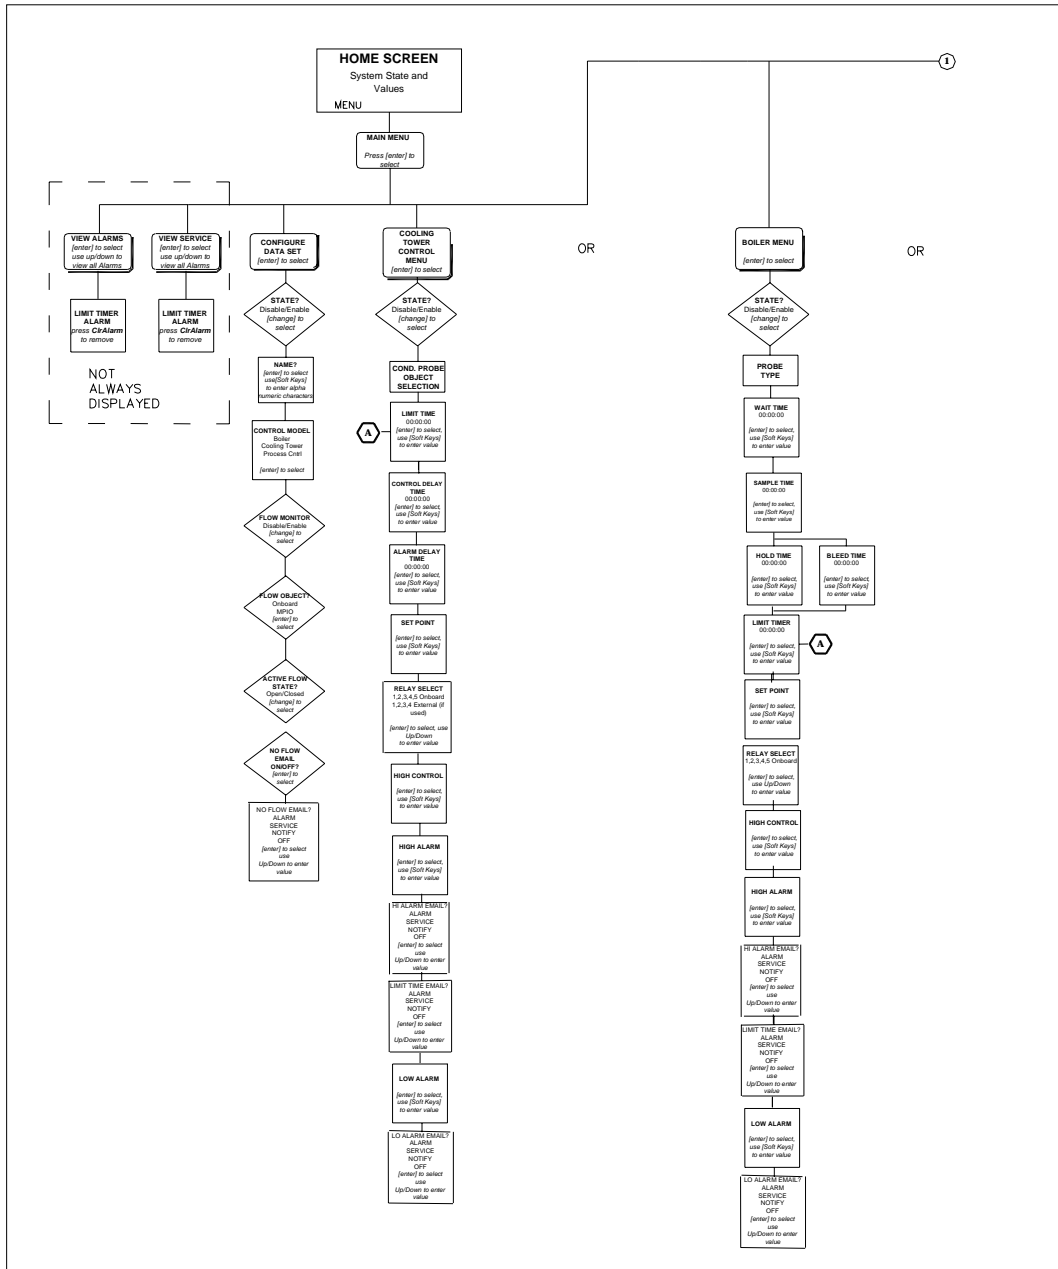 HOME SCREEN
System State and
Values
MENU
1
MAIN MENU
Press [enter] to
select
VIEW ALARMS
[enter] to select
use up/down to
view all Alarms
LIMIT TIMER
ALARM
press ClrAlarm
to remove
VIEW SERVICE
[enter] to select
use up/down to
view all Alarms
LIMIT TIMER
ALARM
press ClrAlarm
to remove
NOT
ALWAYS
DISPLAYED
CONFIGURE
DATA SET
[enter] to select
STATE?
Disable/Enable
[change] to
select
NAME?
[enter] to select
use[Soft Keys]
to enter alpha
numeric characters
CONTROL MODEL
Boiler
Cooling Tower
Process Cntrl
[enter] to select
FLOW MONITOR
Disable/Enable
[change] to
select
FLOW OBJECT?
Onboard
MPIO
[enter] to
select
ACTIVE FLOW
STATE?
Open/Closed
[change] to
select
NO FLOW
EMAIL
ON/OFF?
[enter] to
select
NO FLOW EMAIL?
ALARM
SERVICE
NOTIFY
OFF
[enter] to select
use
Up/Down to enter
value
COOLING
TOWER
CONTROL
MENU
[enter] to select
STATE?
Disable/Enable
[change] to
select
COND. PROBE
OBJECT
SELECTION
A
LIMIT TIME
00:00:00
[enter] to select,
use [Soft Keys]
to enter value
CONTROL DELAY
TIME
00:00:00
[enter] to select,
use [Soft Keys]
to enter value
ALARM DELAY
TIME
00:00:00
[enter] to select,
use [Soft Keys]
to enter value
SET POINT
[enter] to select,
use [Soft Keys]
to enter value
RELAY SELECT
1,2,3,4,5 Onboard
1,2,3,4 External (if
used)
[enter] to select, use
Up/Down
to enter value
HIGH CONTROL
[enter] to select,
use [Soft Keys]
to enter value
HIGH ALARM
[enter] to select,
use [Soft Keys]
to enter value
HI ALARM EMAIL?
ALARM
SERVICE
NOTIFY
OFF
[enter] to select
use
Up/Down to enter
value
LIMIT TIME EMAIL?
ALARM
SERVICE
NOTIFY
OFF
[enter] to select
use
Up/Down to enter
value
LOW ALARM
[enter] to select,
use [Soft Keys]
to enter value
LO ALARM EMAIL?
ALARM
SERVICE
NOTIFY
OFF
[enter] to select
use
Up/Down to enter
value
OR
BOILER MENU
[enter] to select
STATE?
Disable/Enable
[change] to
select
PROBE
TYPE
WAIT TIME
00:00:00
[enter] to select,
use [Soft Keys]
to enter value
SAMPLE TIME
00:00:00
[enter] to select,
use [Soft Keys]
to enter value
HOLD TIME
00:00:00
[enter] to select,
use [Soft Keys]
to enter value
BLEED TIME
00:00:00
[enter] to select,
use [Soft Keys]
to enter value
LIMIT TIMER
00:00:00
[enter] to select,
use [Soft Keys]
to enter value
A
SET POINT
[enter] to select,
use [Soft Keys]
to enter value
RELAY SELECT
1,2,3,4,5 Onboard
[enter] to select,
use Up/Down
to enter value
HIGH CONTROL
[enter] to select,
use [Soft Keys]
to enter value
HIGH ALARM
[enter] to select,
use [Soft Keys]
to enter value
HI ALARM EMAIL?
ALARM
SERVICE
NOTIFY
OFF
[enter] to select
use
Up/Down to enter
value
LIMIT TIME EMAIL?
ALARM
SERVICE
NOTIFY
OFF
[enter] to select
use
Up/Down to enter
value
LOW ALARM
[enter] to select,
use [Soft Keys]
to enter value
LO ALARM EMAIL?
ALARM
SERVICE
NOTIFY
OFF
[enter] to select
use
Up/Down to enter
value
OR